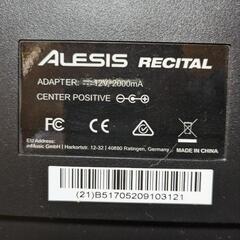 ALESIS RECITAL
ADAPTER: 12V, 2000mA
CENTER POSITIVE
FC CE
EU Address:
inMusic GmbH | Harkortstr. 12-32 | 40880 Ratingen, Germany
MADE IN CHINA
(21)B51705209103121